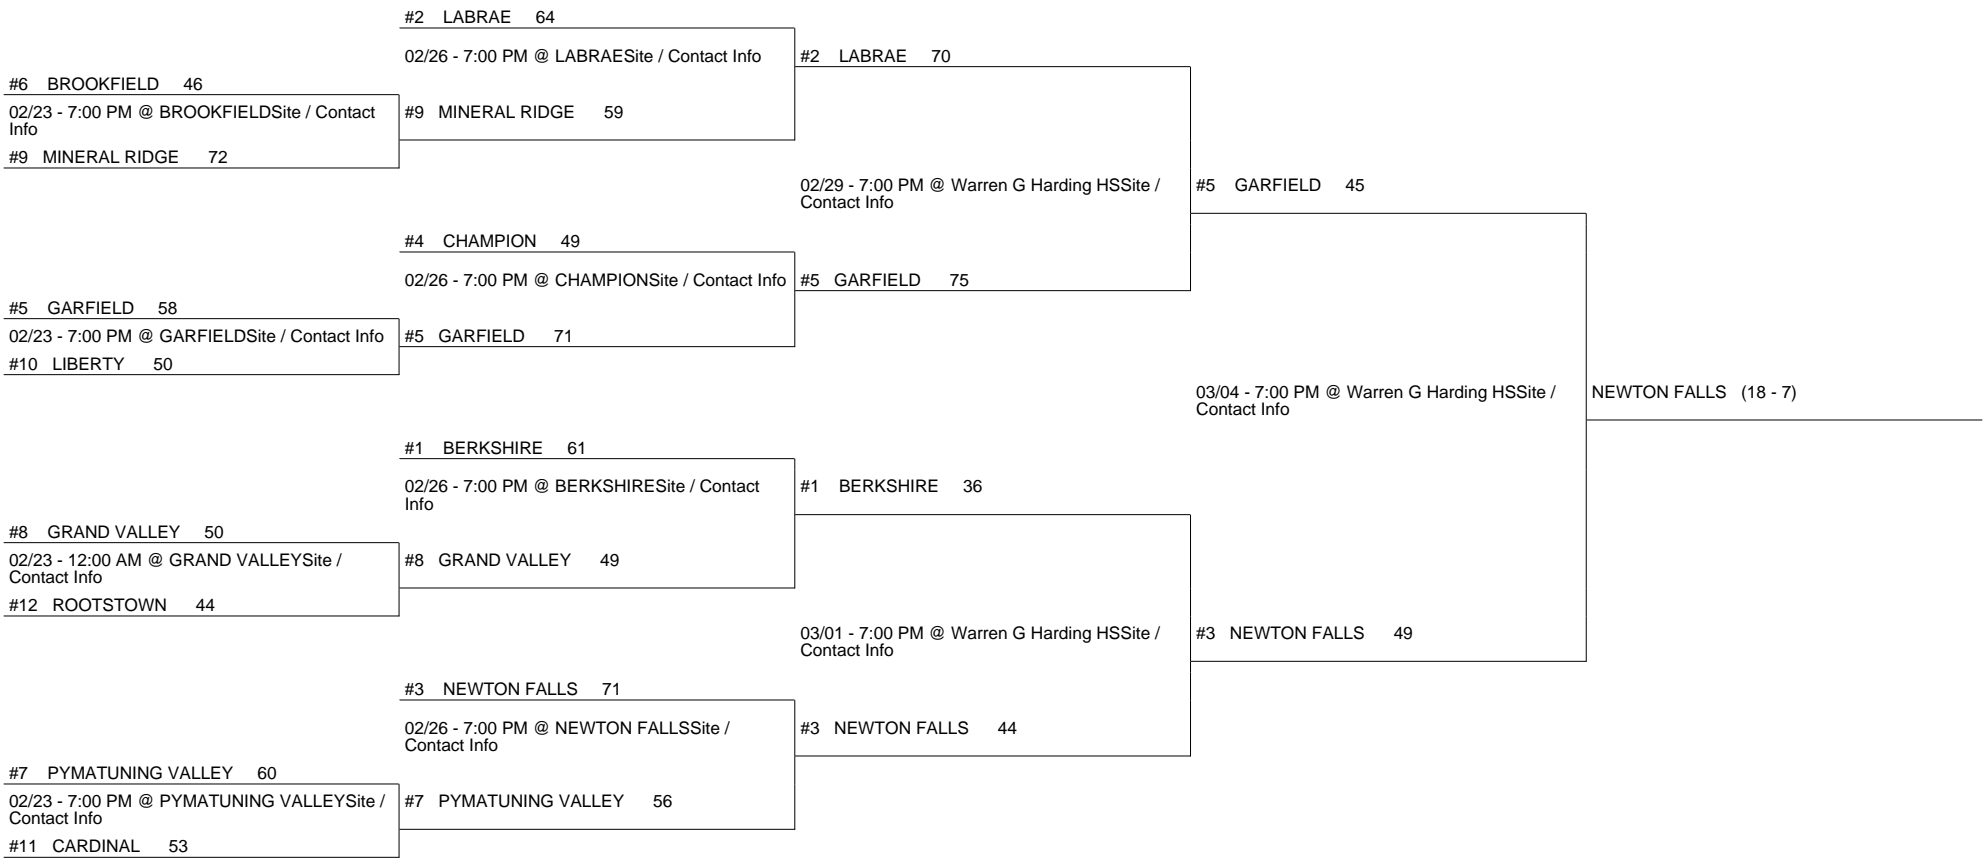 #2 LABRAE 64
02/26 - 7:00 PM @ LABRAESite / Contact Info
#2 LABRAE 70
#6 BROOKFIELD 46
02/23 - 7:00 PM @ BROOKFIELDSite / Contact
Info
#9 MINERAL RIDGE 59
#9 MINERAL RIDGE 72
02/29 - 7:00 PM @ Warren G Harding HSSite /
Contact Info
#5 GARFIELD 45
#4 CHAMPION 49
02/26 - 7:00 PM @ CHAMPIONSite / Contact Info
#5 GARFIELD 75
#5 GARFIELD 58
02/23 - 7:00 PM @ GARFIELDSite / Contact Info
#5 GARFIELD 71
#10 LIBERTY 50
03/04 - 7:00 PM @ Warren G Harding HSSite /
Contact Info
NEWTON FALLS (18 - 7)
#1 BERKSHIRE 61
02/26 - 7:00 PM @ BERKSHIRESite / Contact
Info
#1 BERKSHIRE 36
#8 GRAND VALLEY 50
02/23 - 12:00 AM @ GRAND VALLEYSite /
Contact Info
#8 GRAND VALLEY 49
#12 ROOTSTOWN 44
03/01 - 7:00 PM @ Warren G Harding HSSite /
Contact Info
#3 NEWTON FALLS 49
#3 NEWTON FALLS 71
02/26 - 7:00 PM @ NEWTON FALLSSite /
Contact Info
#3 NEWTON FALLS 44
#7 PYMATUNING VALLEY 60
02/23 - 7:00 PM @ PYMATUNING VALLEYSite /
Contact Info
#7 PYMATUNING VALLEY 56
#11 CARDINAL 53